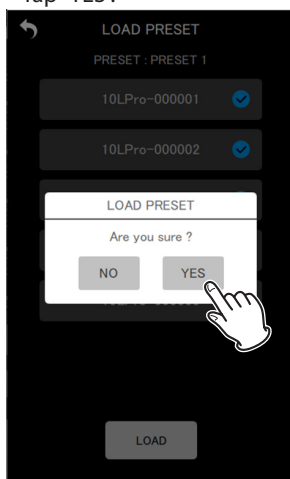 Tap YES.
LOAD PRESET
PRESET : PRESET 1
10LPro-000001
10LPro-000002
LOAD PRESET
Are you sure ?
NO
YES
LOAD